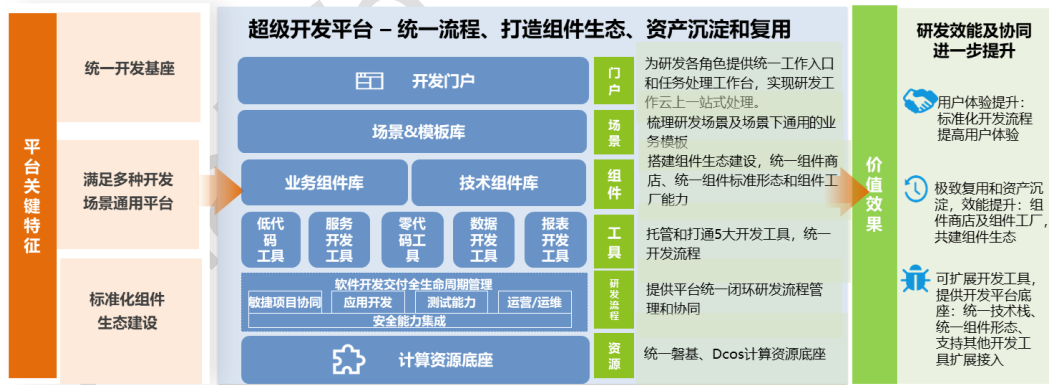 平台关键特征
统一开发基座
满足多种开发
场景通用平台
标准化组件
生态建设
超级开发平台 – 统一流程、打造组件生态、资产沉淀和复用
开发门户
门户
为研发各角色提供统一工作入口
和任务处理工作台，实现研发工
作云上一站式处理。
场景&模板库
场景
梳理研发场景及场景下通用的业
务模板
业务组件库
技术组件库
组件
搭建组件生态建设，统一组件商
店、统一组件标准形态和组件工
厂能力
低代
码
工具
服务
开发
工具
零代
码工
具
数据
开发
工具
报表
开发
工具
工具
托管和打通5大开发工具，统一
开发流程
软件开发交付全生命周期管理
敏捷项目协同
应用开发
测试能力
运营/运维
安全能力集成
研发流程
提供平台统一闭环研发流程管
理和协同
计算资源底座
资源
统一磐基、Dcos计算资源底座
价值效果
研发效能及协同
进一步提升
用户体验提升：
标准化开发流程
提高用户体验
极致复用和资产沉
淀，效能提升：组
件商店及组件工厂，
共建组件生态
可扩展开发工具，
提供开发平台底
座：统一技术栈、
统一组件形态、
支持其他开发工
具扩展接入